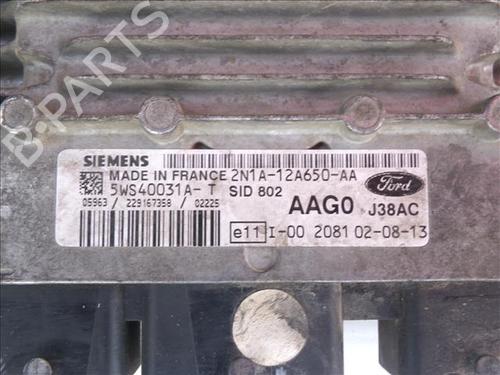 B-PARTS
SIEMENS
MADE IN FRANCE 2N1A-12A650-AA
5WS40031A- T SID 802
05963 / 229167358 / 02225
Ford
AAG0 J38AC
e11 I-00 2081 02-08-13